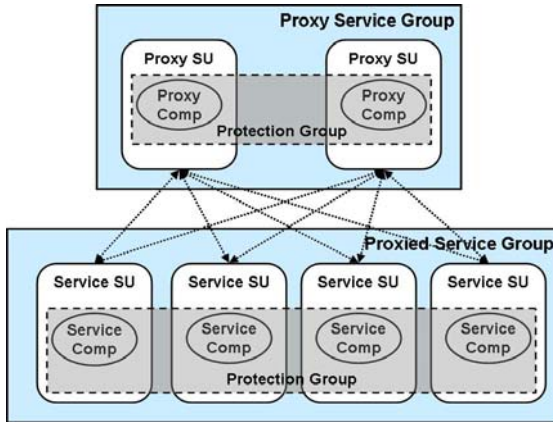 Proxy Service Group
Proxy SU
Proxy SU
Proxy
Comp
Proxy
Comp
Protection Group
Proxied Service Group
Service SU
Service SU
Service SU
Service SU
Service
Comp
Service
Comp
Service
Comp
Service
Comp
Protection Group